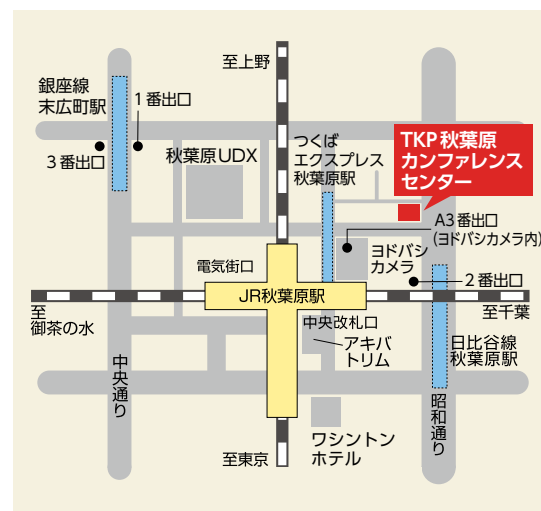 至上野
銀座線
末広町駅
1番出口
3番出口
秋葉原UDX
つくば
エクスプレス
秋葉原駅
TKP秋葉原
カンファレンス
センター
A3番出口
(ヨドバシカメラ内)
ヨドバシ
カメラ
電気街口
2番出口
JR秋葉原駅
至
御茶の水
至千葉
中央改札口
アキバ
トリム
日比谷線
秋葉原駅
中央通り
昭和通り
ワシントン
ホテル
至東京